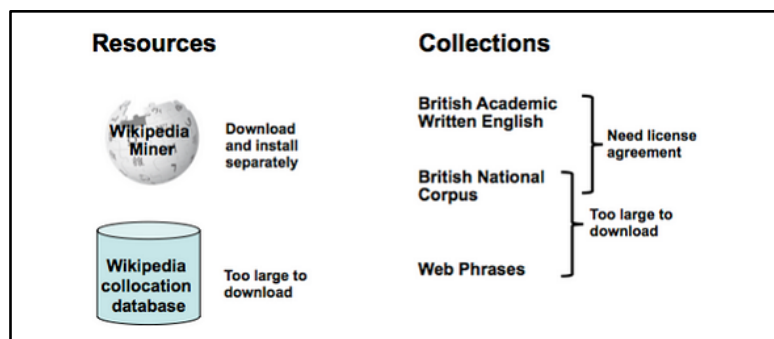 Resources
Collections
Wikipedia
Miner
Download
and install
separately
British Academic
Written English
Need license
agreement
British National
Corpus
Too large to
download
Wikipedia
collocation
database
Too large to
download
Web Phrases